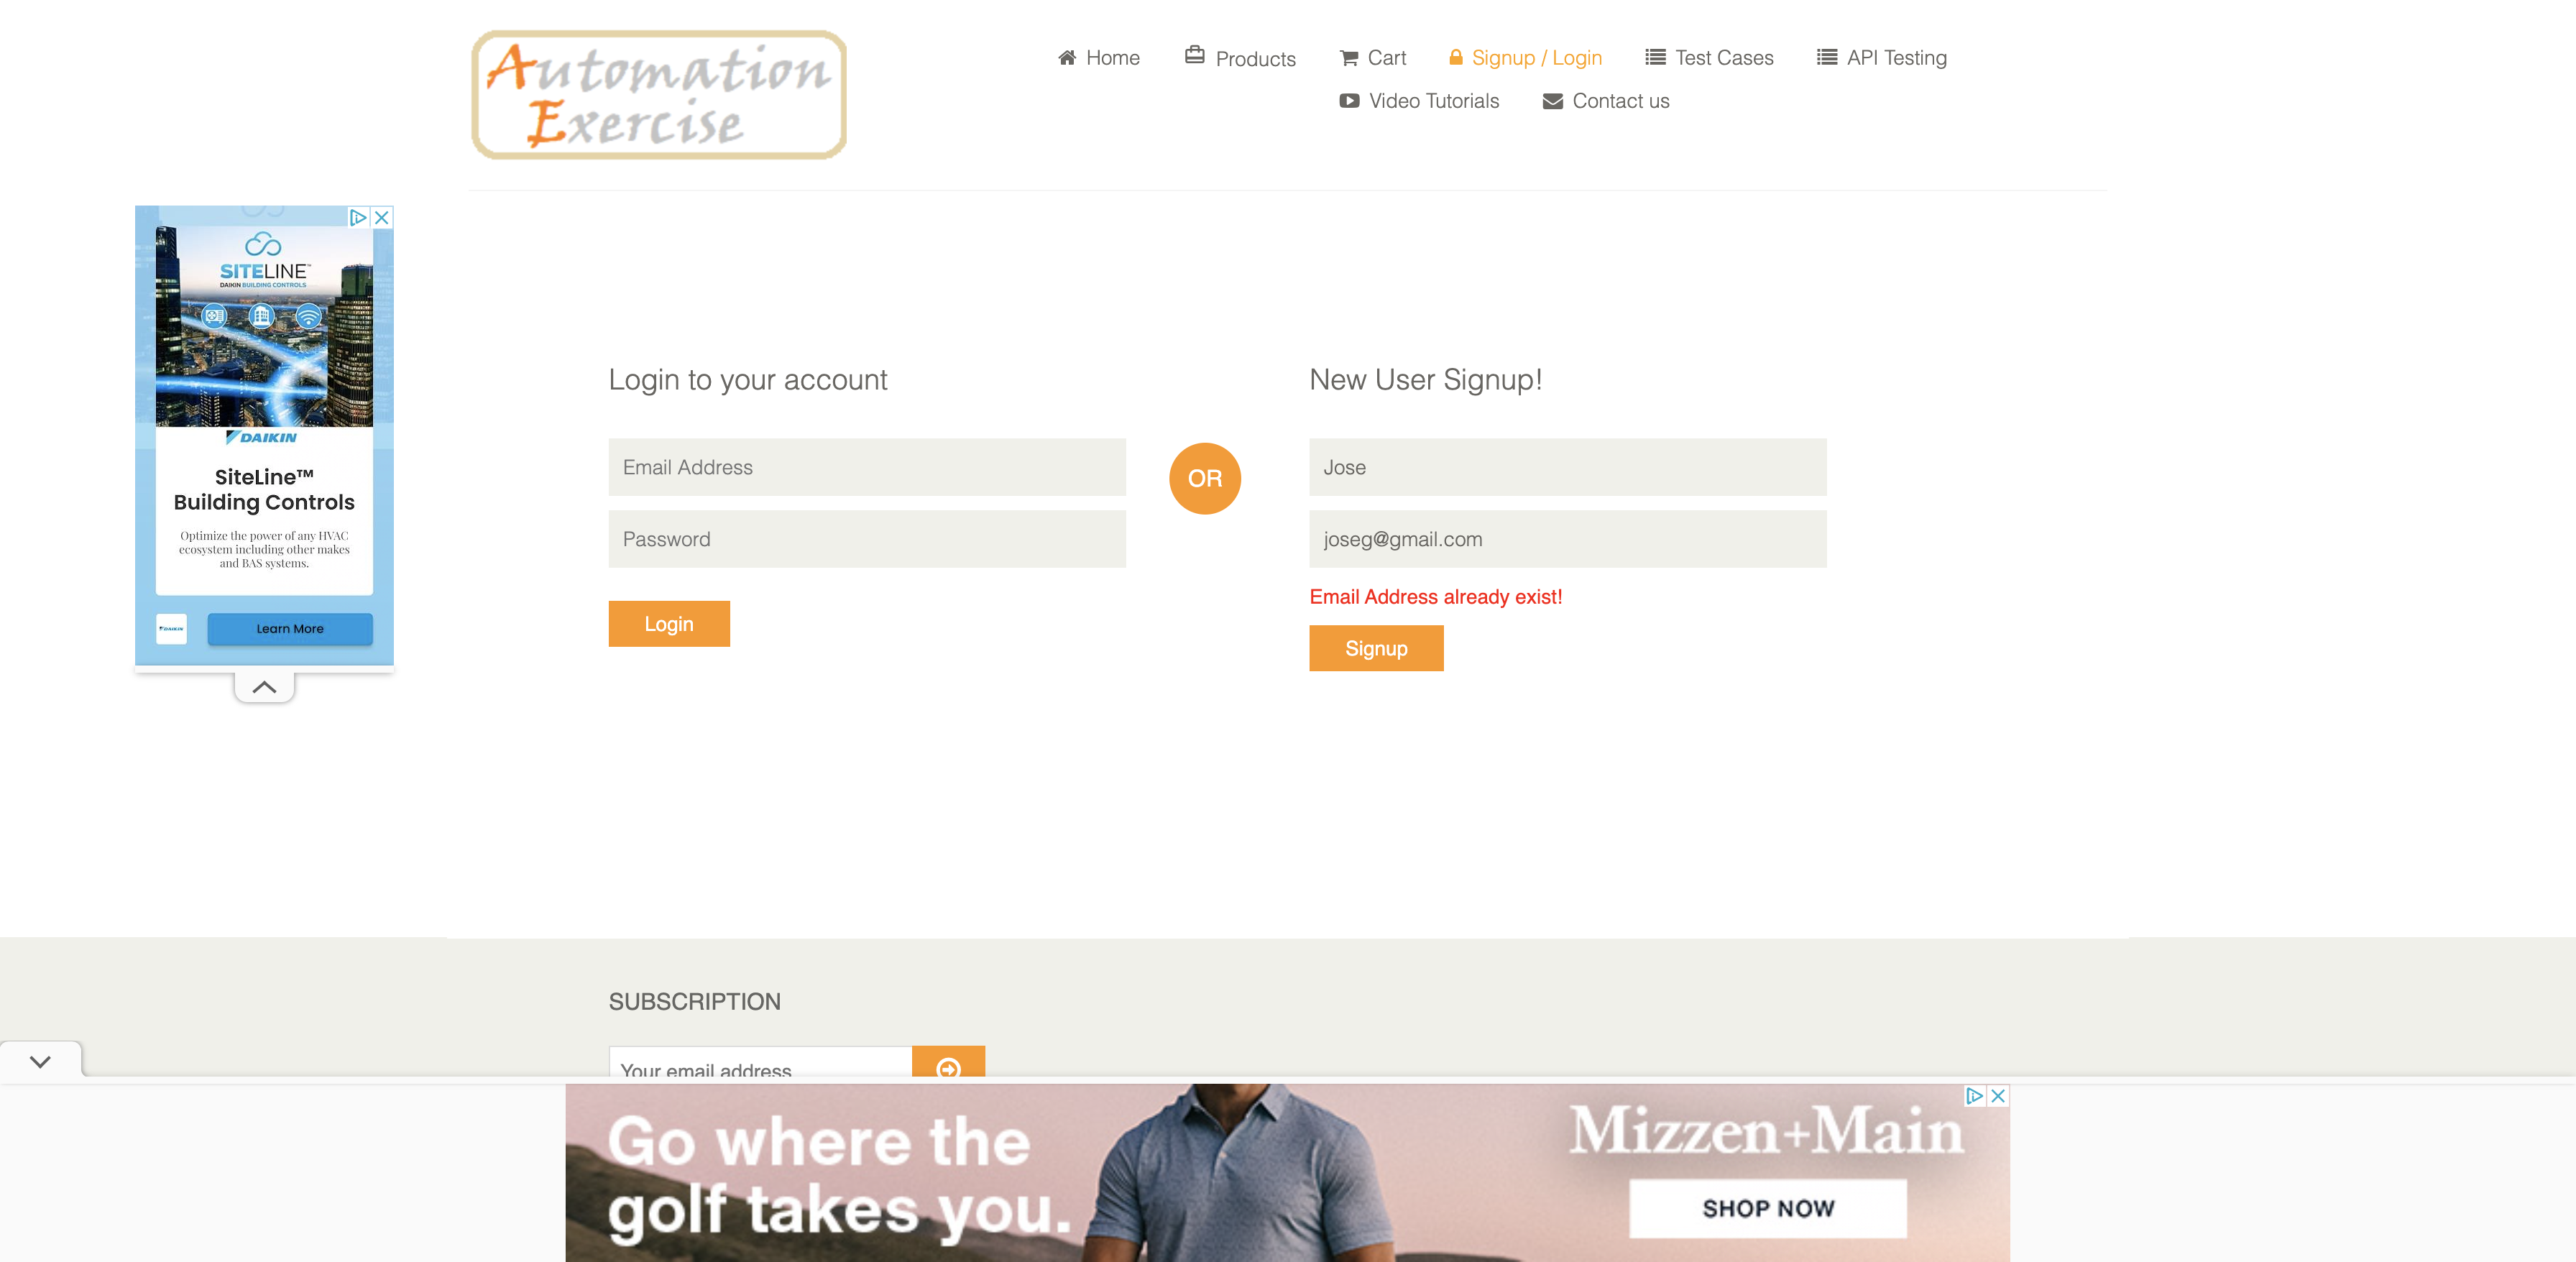 Automation
Exercise
Home
Products
Cart
Signup / Login
Test Cases
API Testing
Video Tutorials
Contact us
SITELINE™
DAIKIN BUILDING CONTROLS
DAIKIN
SiteLine™
Building Controls
Optimize the power of any HVAC
ecosystem including other makes
and BAS systems.
DAIKIN
Learn More
Login to your account
Email Address
Password
Login
OR
New User Signup!
Jose
joseg@gmail.com
Email Address already exist!
Signup
SUBSCRIPTION
Your email address
Go where the
golf takes you.
Mizzen+Main
SHOP NOW